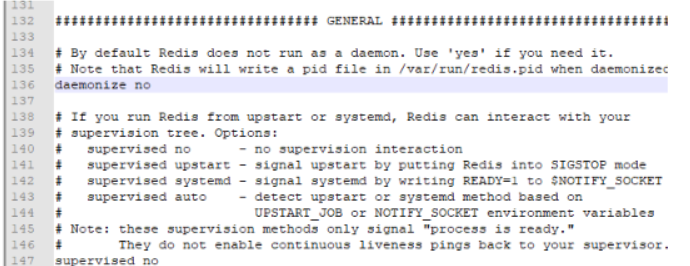 131
132 ################################ GENERAL #####################################
133
134 # By default Redis does not run as a daemon. Use 'yes' if you need it.
135 # Note that Redis will write a pid file in /var/run/redis.pid when daemonized
136 daemonize no
137
138 # If you run Redis from upstart or systemd, Redis can interact with your
139 # supervision tree. Options:
140 #   supervised no      - no supervision interaction
141 #   supervised upstart - signal upstart by putting Redis into SIGSTOP mode
142 #   supervised systemd - signal systemd by writing READY=1 to $NOTIFY_SOCKET
143 #   supervised auto    - detect upstart or systemd method based on
144 #                        UPSTART_JOB or NOTIFY_SOCKET environment variables
145 # Note: these supervision methods only signal "process is ready."
146 #       They do not enable continuous liveness pings back to your supervisor.
147 supervised no